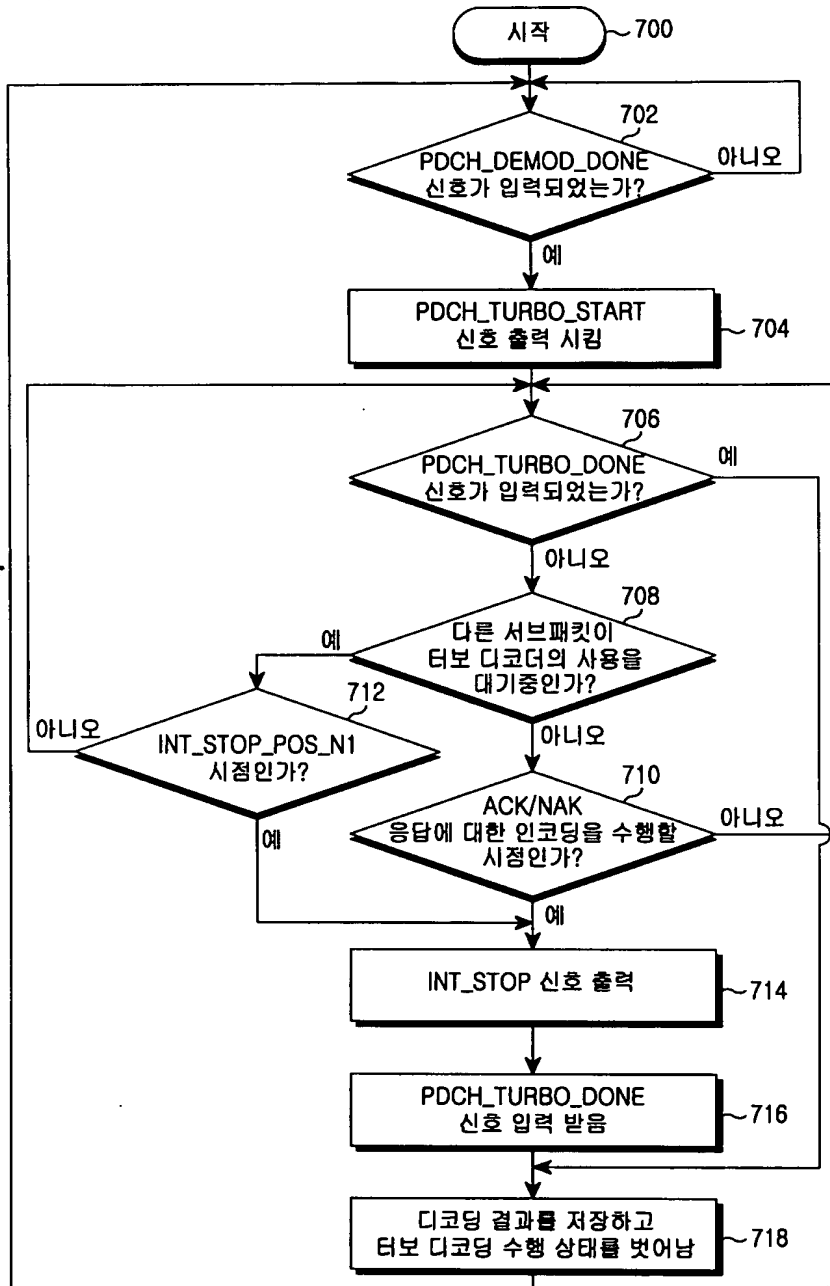 시작
700
702
PDCH_DEMOD_DONE
신호가 입력되었는가?
아니오
예
PDCH_TURBO_START
신호 출력 시킴
704
706
PDCH_TURBO_DONE
신호가 입력되었는가?
예
아니오
708
다른 서브패킷이
터보 디코더의 사용을
대기중인가?
예
아니오
712
INT_STOP_POS_N1
시점인가?
아니오
예
710
ACK/NAK
응답에 대한 인코딩을 수행할
시점인가?
아니오
예
INT_STOP 신호 출력
714
PDCH_TURBO_DONE
신호 입력 받음
716
디코딩 결과를 저장하고
터보 디코딩 수행 상태를 벗어남
718